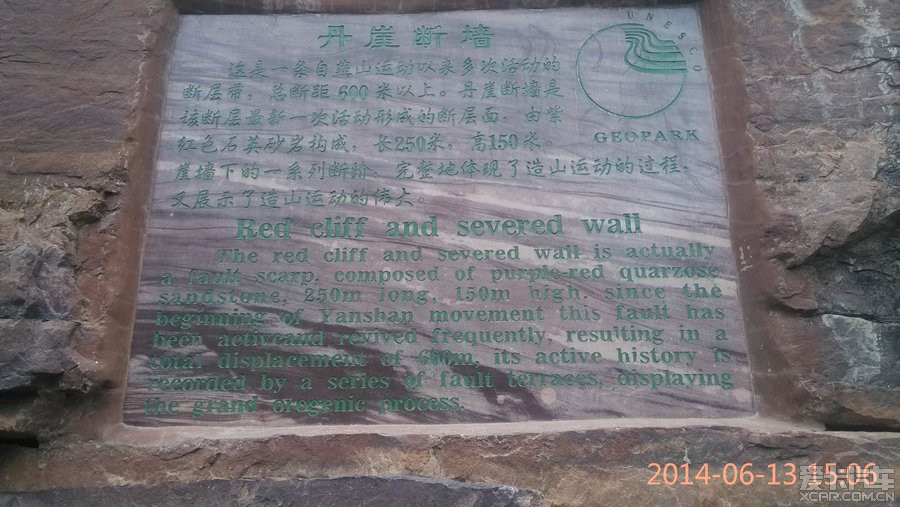 丹崖断墙
这是一条自燕山运动以来多次活动的
断层带，总断距600米以上。丹崖断墙是
该断层最新一次活动形成的断层面，由紫
红色石英砂岩构成，长250米，高150米。
崖墙下的一系列断阶，完整地体现了造山运动的过程，
又展示了造山运动的伟大。
UNESCO
GEOPARK
Red cliff and severed wall
The red cliff and severed wall is actually
a fault scarp, composed of purple-red quarzose
sandstone, 250m long, 150m high. since the
beginning of Yanshan movement this fault has
been activeand revived frequently, resulting in a
total displacement of 600m, its active history is
recorded by a series of fault terraces, displaying
the grand orogenic process.
2014-06-13 15:06
爱卡汽车
XCAR.COM.CN